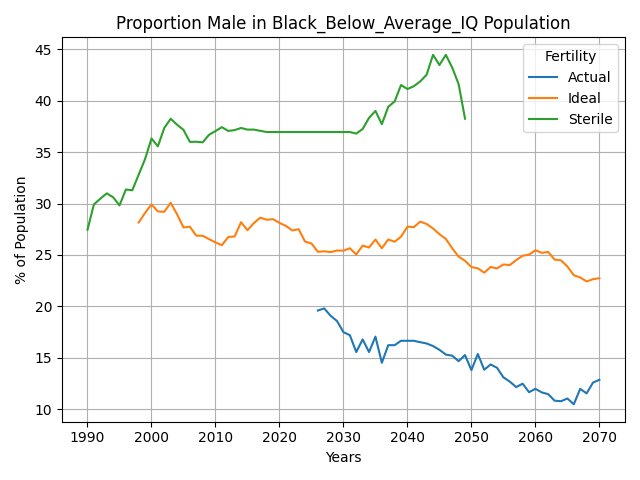 Proportion Male in Black_Below_Average_IQ Population
Fertility
Actual
Ideal
Sterile
% of Population
45
40
35
30
25
20
15
10
1990
2000
2010
2020
2030
2040
2050
2060
2070
Years